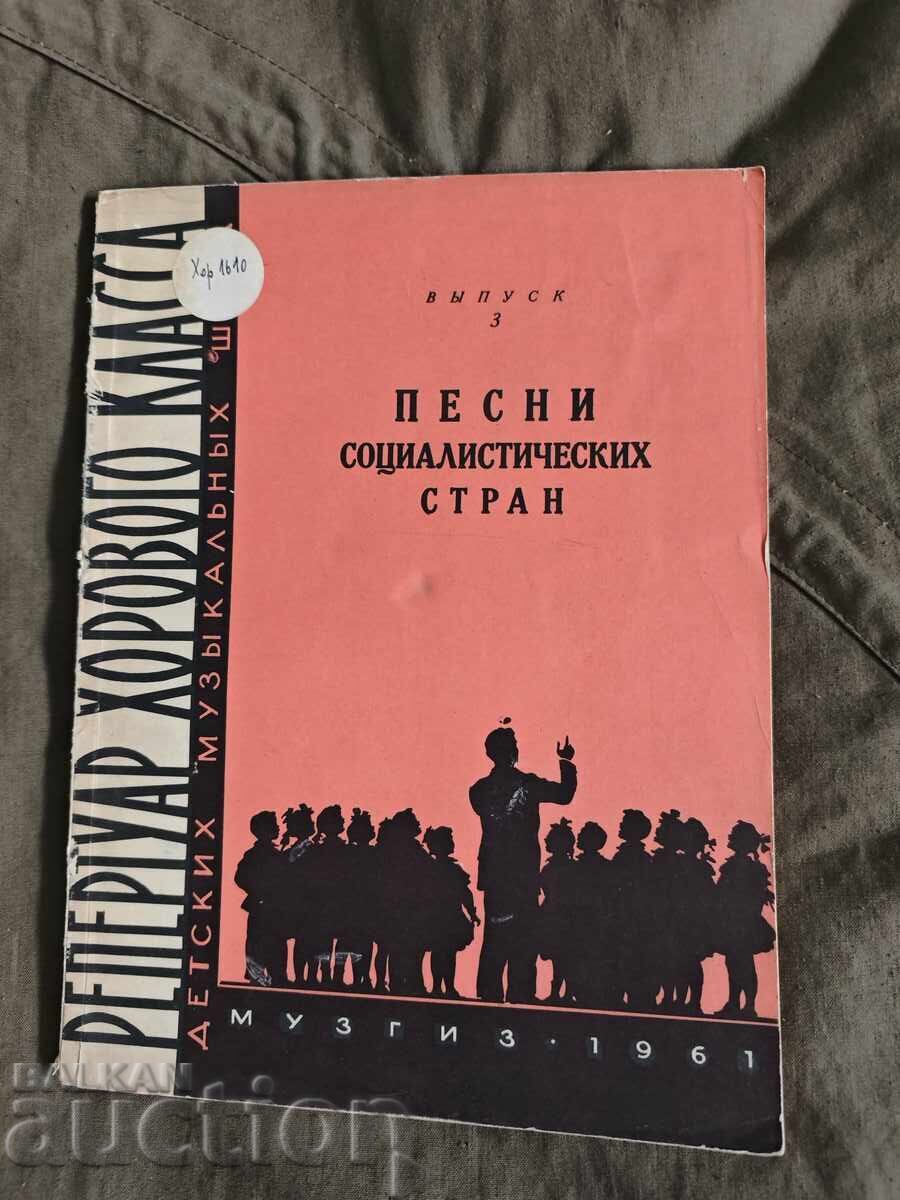 РЕПЕРТУАР ХОРОВОГО КЛАССА
ДЕТСКИХ МУЗЫКАЛЬНЫХ Ш
Хор 1610
ВЫПУСК
3
ПЕСНИ
СОЦИАЛИСТИЧЕСКИХ
СТРАН
МУЗГИЗ · 1961
BALKAN
auction